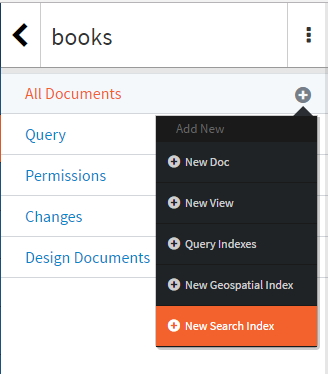 books
All Documents
Query
Permissions
Changes
Design Documents
Add New
New Doc
New View
Query Indexes
New Geospatial Index
New Search Index